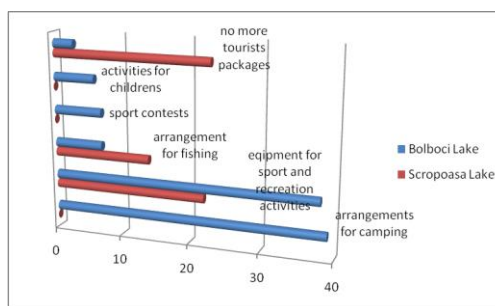 no more
tourists
packages
activities for
childrens
sport contests
arrangement
for fishing
eqipment for
sport and
recreation
activities
arrangements
for camping
Bolboci Lake
Scropoasa Lake
0
10
20
30
40